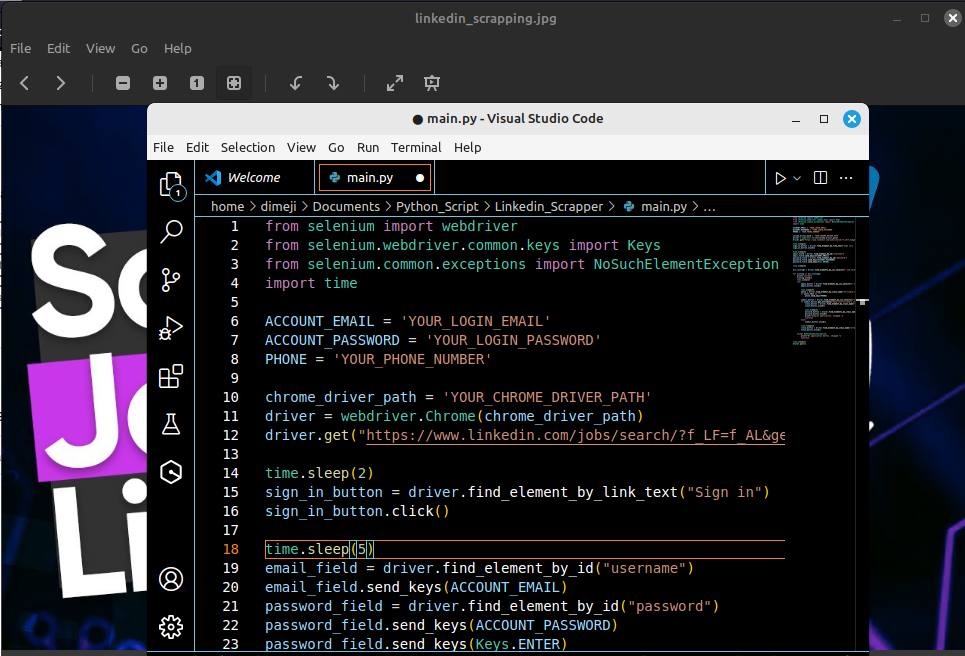 linkedin_scrapping.jpg
File Edit View Go Help
1
● main.py - Visual Studio Code
File Edit Selection View Go Run Terminal Help
1
Welcome
main.py ●
home > dimeji > Documents > Python_Script > Linkedin_Scrapper > main.py > ...
1 from selenium import webdriver
2 from selenium.webdriver.common.keys import Keys
3 from selenium.common.exceptions import NoSuchElementException
4 import time
5
6 ACCOUNT_EMAIL = 'YOUR_LOGIN_EMAIL'
7 ACCOUNT_PASSWORD = 'YOUR_LOGIN_PASSWORD'
8 PHONE = 'YOUR_PHONE_NUMBER'
9
10 chrome_driver_path = 'YOUR_CHROME_DRIVER_PATH'
11 driver = webdriver.Chrome(chrome_driver_path)
12 driver.get("https://www.linkedin.com/jobs/search/?f_LF=f_AL&ge
13
14 time.sleep(2)
15 sign_in_button = driver.find_element_by_link_text("Sign in")
16 sign_in_button.click()
17
18 time.sleep(5)
19 email_field = driver.find_element_by_id("username")
20 email_field.send_keys(ACCOUNT_EMAIL)
21 password_field = driver.find_element_by_id("password")
22 password_field.send_keys(ACCOUNT_PASSWORD)
23 password_field.send_keys(Keys.ENTER)